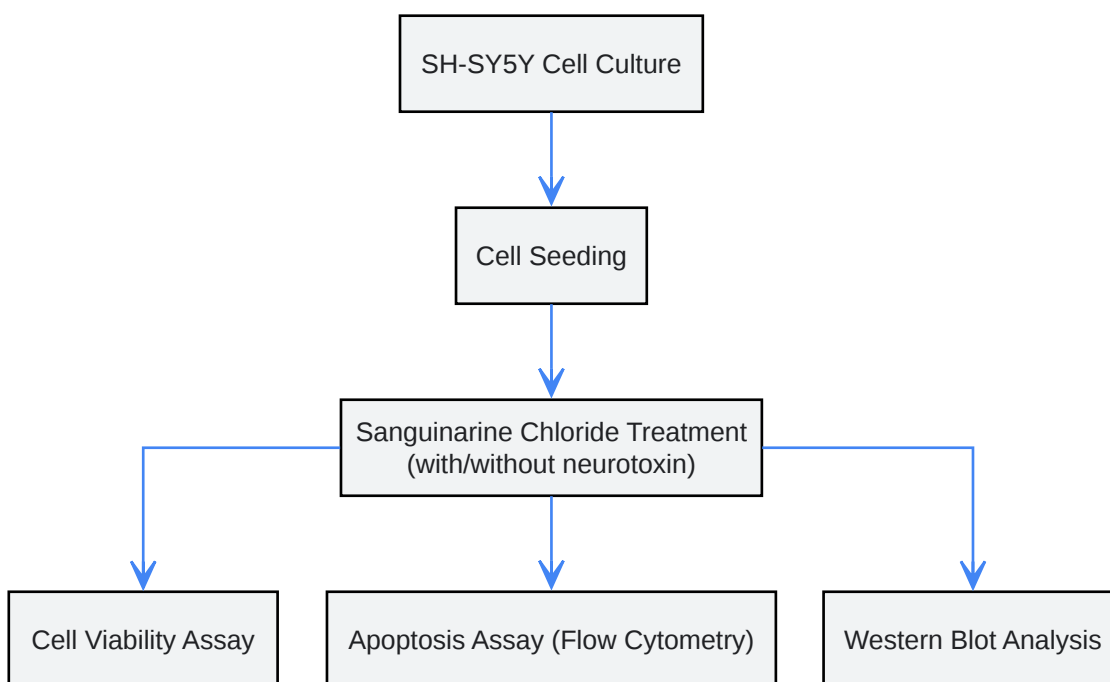 SH-SY5Y Cell Culture
Cell Seeding
Sanguinarine Chloride Treatment
(with/without neurotoxin)
Cell Viability Assay
Apoptosis Assay (Flow Cytometry)
Western Blot Analysis